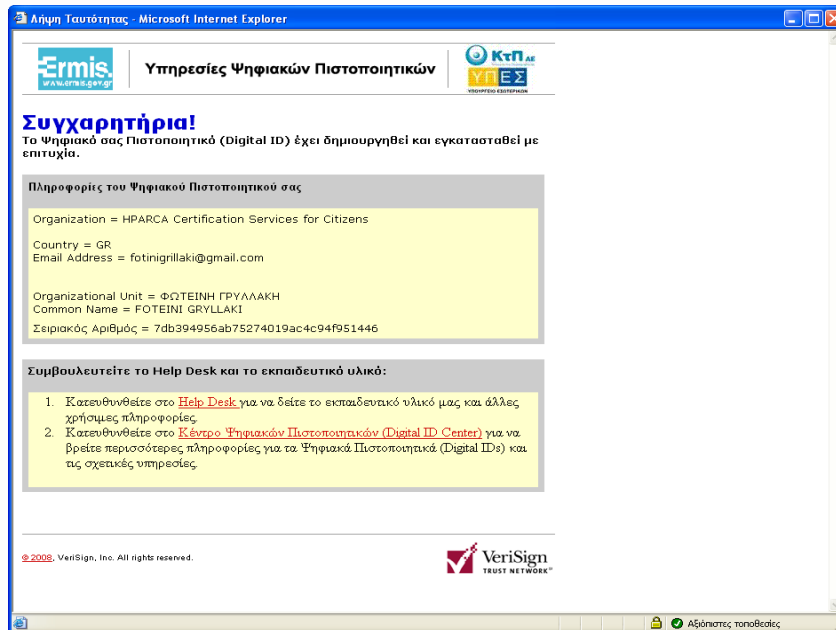 Λήψη Ταυτότητας - Microsoft Internet Explorer
Ermis.
www.ermis.gov.gr
Υπηρεσίες Ψηφιακών Πιστοποιητικών
ΚτΠ ΑΕ
ΥΠΕΣ
ΥΠΟΥΡΓΕΙΟ ΕΣΩΤΕΡΙΚΩΝ
Συγχαρητήρια!
Το Ψηφιακό σας Πιστοποιητικό (Digital ID) έχει δημιουργηθεί και εγκατασταθεί με
επιτυχία.
Πληροφορίες του Ψηφιακού Πιστοποιητικού σας
Organization = HPARCA Certification Services for Citizens
Country = GR
Email Address = fotinigrillaki@gmail.com
Organizational Unit = ΦΩΤΕΙΝΗ ΓΡΥΛΛΑΚΗ
Common Name = FOTEINI GRYLLAKI
Σειριακός Αριθμός = 7db394956ab75274019ac4c94f951446
Συμβουλευτείτε το Help Desk και το εκπαιδευτικό υλικό:
1. Κατευθυνθείτε στο Help Desk για να δείτε το εκπαιδευτικό υλικό μας και άλλες
χρήσιμες πληροφορίες.
2. Κατευθυνθείτε στο Κέντρο Ψηφιακών Πιστοποιητικών (Digital ID Center) για να
βρείτε περισσότερες πληροφορίες για τα Ψηφιακά Πιστοποιητικά (Digital IDs) και
τις σχετικές υπηρεσίες.
© 2008, VeriSign, Inc. All rights reserved.
VeriSign
TRUST NETWORK™
Αξιόπιστες τοποθεσίες